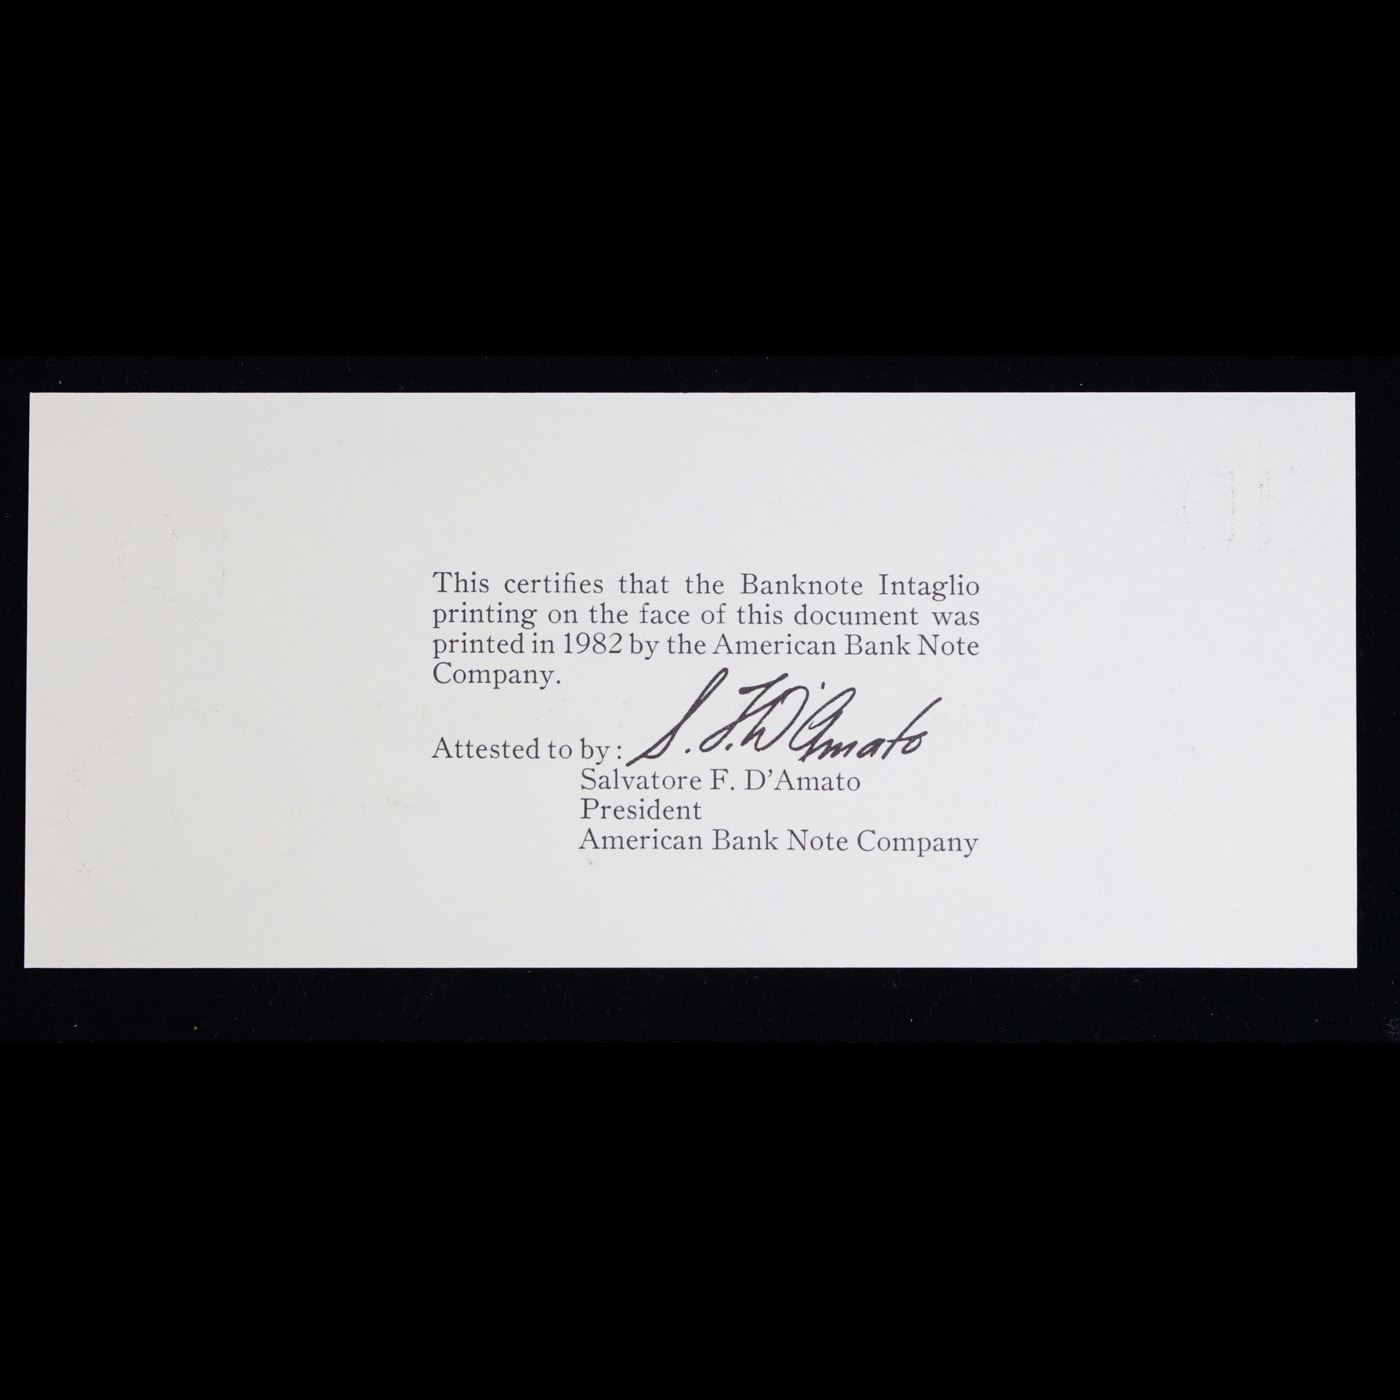 This certifies that the Banknote Intaglio
printing on the face of this document was
printed in 1982 by the American Bank Note
Company.
Attested to by: S. F. D'Amato
Salvatore F. D'Amato
President
American Bank Note Company